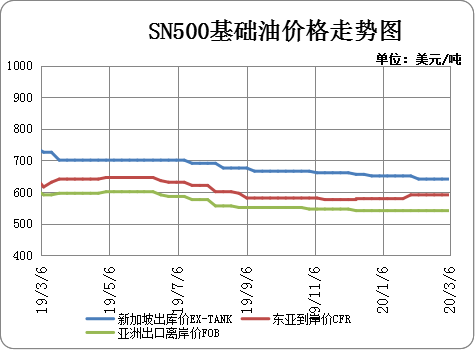 SN500基础油价格走势图
单位：美元/吨
1000
900
800
700
600
500
400
19/3/6
19/5/6
19/7/6
19/9/6
19/11/6
20/1/6
20/3/6
新加坡出库价EX-TANK
东亚到岸价CFR
亚洲出口离岸价FOB